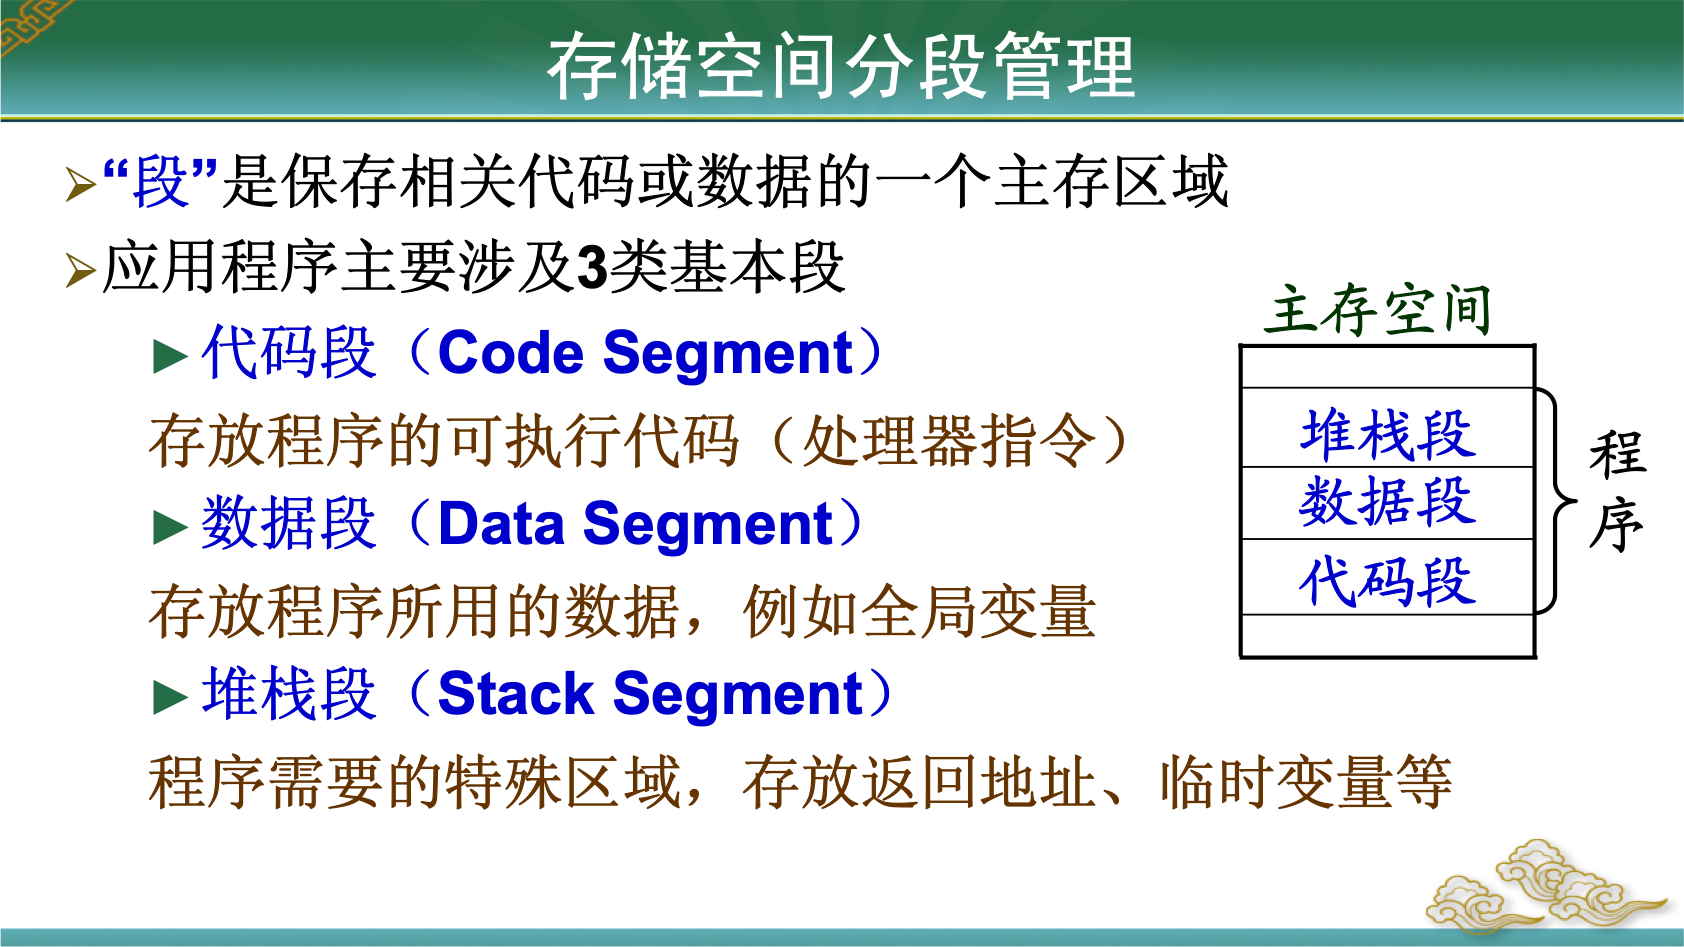 存储空间分段管理
“段”是保存相关代码或数据的一个主存区域
应用程序主要涉及3类基本段
代码段（Code Segment）
存放程序的可执行代码（处理器指令）
数据段（Data Segment）
存放程序所用的数据，例如全局变量
堆栈段（Stack Segment）
程序需要的特殊区域，存放返回地址、临时变量等
主存空间
堆栈段
数据段
代码段
程
序